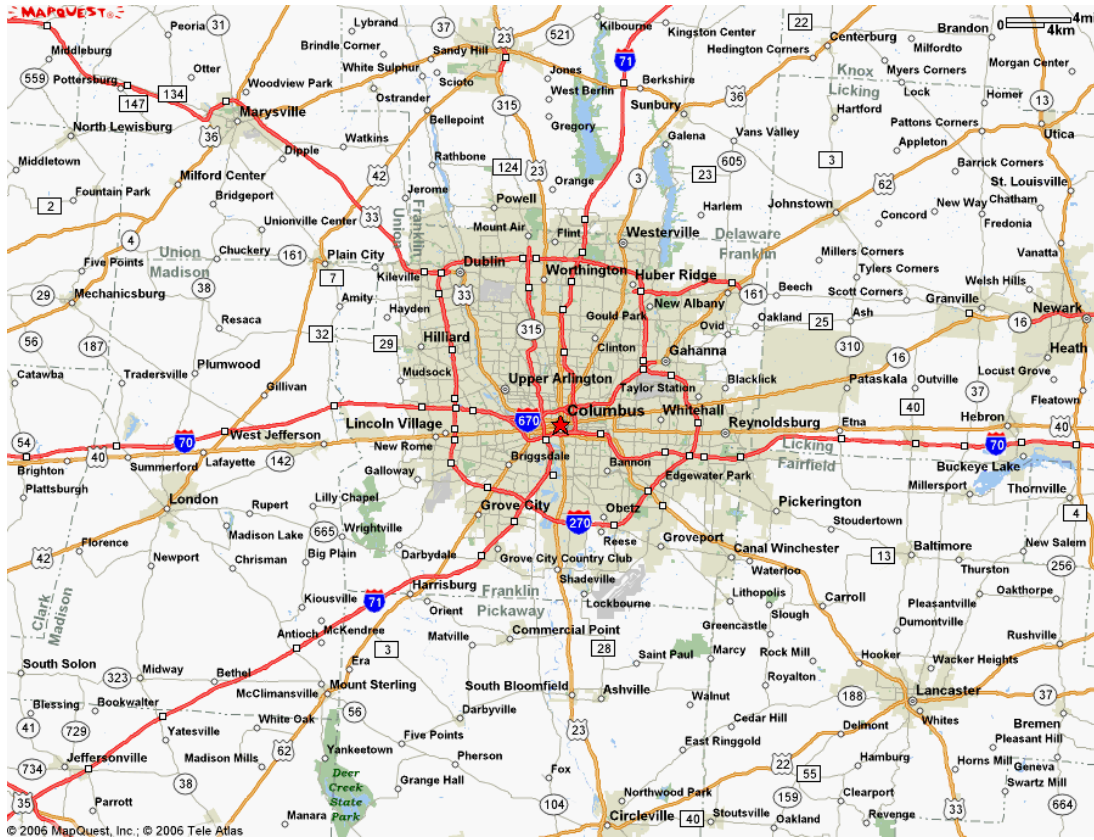 MAPQUEST®
Peoria
31
Lybrand
37
23
521
Kilbourne
Kingston Center
22
Brandon
0 4mi
4km
Middleburg
Brindle Corner
Sandy Hill
71
Hedington Corners
Centerburg
Milfordto
559
Otter
White Sulphur
Jones
Berkshire
Knox
Myers Corners
Morgan Center
Pottersburg
134
Woodview Park
Scioto
West Berlin
36
Licking
Lock
147
Ostrander
315
Sunbury
Hartford
Homer
13
Marysville
Bellepoint
Gregory
Pattons Corners
Utica
North Lewisburg
36
Watkins
Galena
Vans Valley
Appleton
Middletown
Dipple
Rathbone
124
23
605
3
Barrick Corners
42
3
23
62
St. Louisville
Milford Center
Jerome
Orange
Fountain Park
Bridgeport
Powell
Harlem
Johnstown
New Way
Chatham
2
Unionville Center
33
Union
Franklin
Mount Air
Flint
Westerville
Delaware
Franklin
Concord
Fredonia
4
Union
Madison
Chuckery
161
Plain City
Millers Corners
Vanatta
Five Points
Kileville
Dublin
Worthington
Huber Ridge
Tylers Corners
38
7
33
Beech
Scott Corners
Welsh Hills
29
Mechanicsburg
Amity
New Albany
161
Granville
Newark
Resaca
Hayden
Gould Park
Ovid
Oakland
25
Ash
16
56
187
32
29
Hilliard
315
Clinton
Gahanna
310
16
Heath
Plumwood
Catawba
Tradersville
Mudsock
Upper Arlington
Taylor Station
Blacklick
Pataskala
Outville
Locust Grove
Gillivan
37
Fleatown
670
Columbus
Whitehall
40
Hebron
54
70
West Jefferson
Lincoln Village
Reynoldsburg
Etna
40
Brighton
40
Summerford
Lafayette
142
New Rome
Briggsdale
Bannon
Licking
Fairfield
70
Buckeye Lake
Plattsburgh
Galloway
Edgewater Park
Millersport
Thornville
London
Rupert
Lilly Chapel
Grove City
Obetz
Pickerington
4
Madison Lake
665
Wrightville
270
Stoudertown
42
Florence
Reese
Groveport
Newport
Chrisman
Big Plain
Darbydale
Grove City Country Club
Canal Winchester
13
Baltimore
New Salem
Waterloo
Thurston
256
Clark
Madison
Shadeville
Harrisburg
Franklin
Pickaway
Lithopolis
Oakthorpe
Kiousville
71
Orient
Lockbourne
Slough
Carroll
Pleasantville
Antioch
McKendree
Matville
Commercial Point
Greencastle
Dumontville
Rushville
3
28
Marcy
South Solon
Midway
Bethel
Era
Saint Paul
Rock Mill
Hooker
Wacker Heights
323
McClimansville
Mount Sterling
South Bloomfield
Ashville
Royalton
188
Lancaster
37
Blessing
Bookwalter
56
Walnut
41
729
White Oak
Darbyville
Cedar Hill
Delmont
Whites
Bremen
Yatesville
62
Five Points
23
East Ringgold
Pleasant Hill
Jeffersonville
Madison Mills
Yankeetown
Pherson
22
Hamburg
Horns Mill
Geneva
734
38
Deer
Creek
State
Park
Grange Hall
Fox
55
Swartz Mill
35
Parrott
104
Northwood Park
159
Clearport
33
664
Manara
Circleville
40
Stoutsville
Oakland
Revenge
© 2006 MapQuest, Inc.; © 2006 Tele Atlas